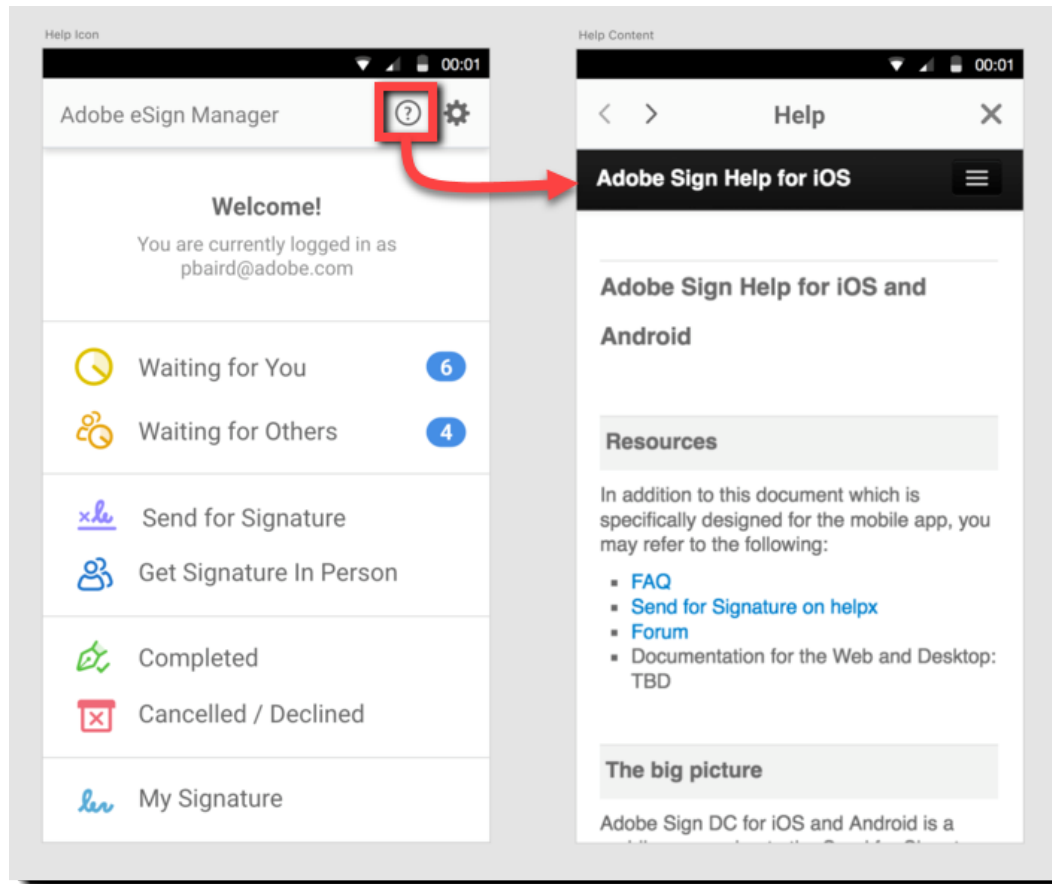 Help Icon
00:01
Adobe eSign Manager
?
Welcome!
You are currently logged in as
pbaird@adobe.com
Waiting for You 6
Waiting for Others 4
Send for Signature
Get Signature In Person
Completed
Cancelled / Declined
My Signature
Help Content
00:01
< > Help ×
Adobe Sign Help for iOS
Adobe Sign Help for iOS and
Android
Resources
In addition to this document which is
specifically designed for the mobile app, you
may refer to the following:
▪ FAQ
▪ Send for Signature on helpx
▪ Forum
▪ Documentation for the Web and Desktop:
TBD
The big picture
Adobe Sign DC for iOS and Android is a